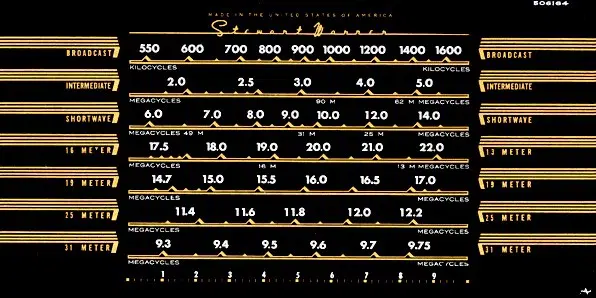 506164
MADE IN THE UNITED STATES OF AMERICA
Stewart Warner
BROADCAST 550 600 700 800 900 1000 1200 1400 1600 BROADCAST
KILOCYCLES KILOCYCLES
INTERMEDIATE 2.0 2.5 3.0 4.0 5.0 INTERMEDIATE
MEGACYCLES 90 M 62 M MEGACYCLES
SHORTWAVE 6.0 7.0 8.0 9.0 10.0 12.0 14.0 SHORTWAVE
MEGACYCLES 49 M 31 M 25 M MEGACYCLES
16 METER 17.5 18.0 19.0 20.0 21.0 22.0 13 METER
MEGACYCLES 16 M 13 M MEGACYCLES
19 METER 14.7 15.0 15.5 16.0 16.5 17.0 19 METER
MEGACYCLES MEGACYCLES
25 METER 11.4 11.6 11.8 12.0 12.2 25 METER
MEGACYCLES MEGACYCLES
31 METER 9.3 9.4 9.5 9.6 9.7 9.75 31 METER
MEGACYCLES MEGACYCLES
1 2 3 4 5 6 7 8 9